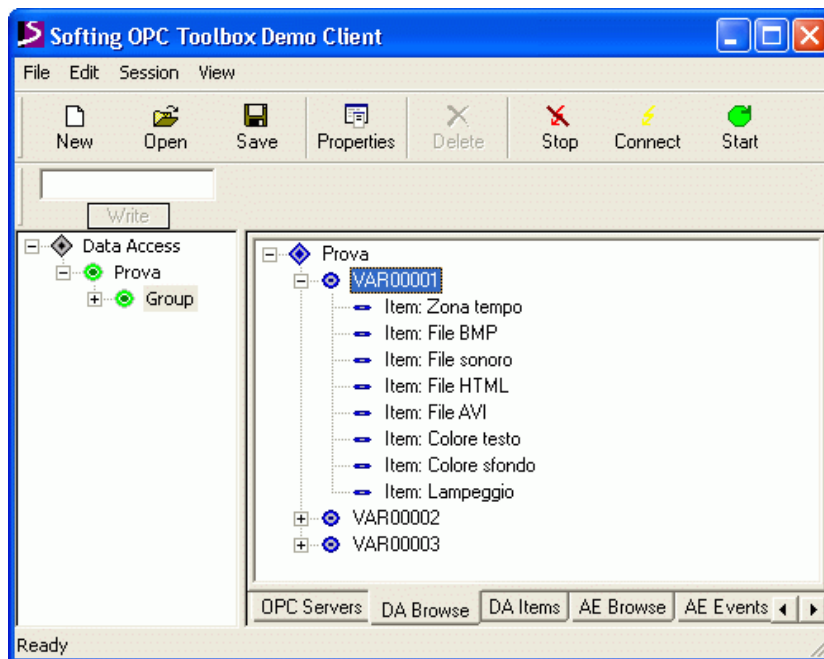 Softing OPC Toolbox Demo Client
File Edit Session View
New Open Save Properties Delete Stop Connect Start
Write
Data Access
Prova
Group
Prova
VAR00001
Item: Zona tempo
Item: File BMP
Item: File sonoro
Item: File HTML
Item: File AVI
Item: Colore testo
Item: Colore sfondo
Item: Lampeggio
VAR00002
VAR00003
OPC Servers DA Browse DA Items AE Browse AE Events
Ready